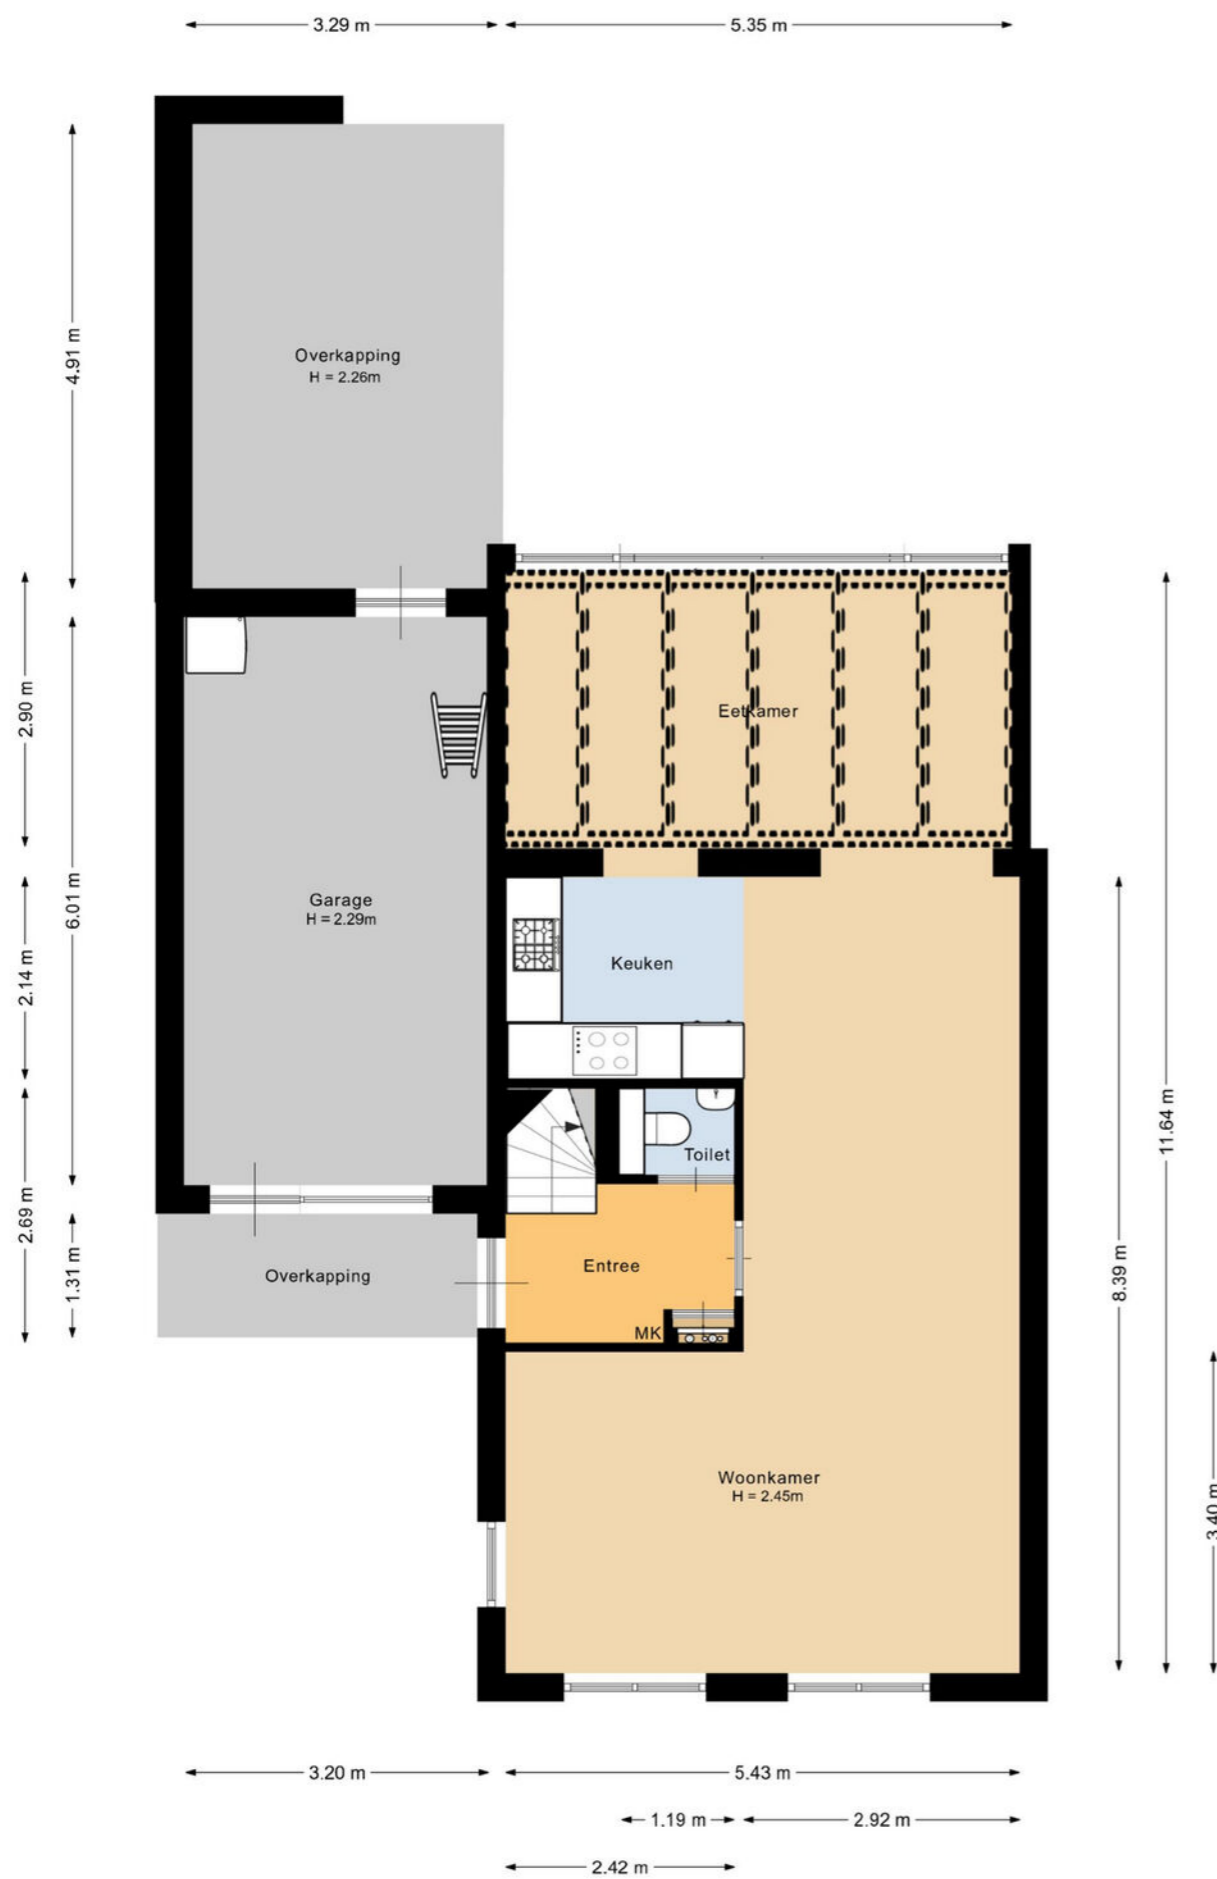 3.29 m
5.35 m
4.91 m
Overkapping
H = 2.26m
2.90 m
Eetkamer
6.01 m
Garage
H = 2.29m
2.14 m
Keuken
11.64 m
Toilet
2.69 m
1.31 m
Overkapping
Entree
8.39 m
MK
Woonkamer
H = 2.45m
3.40 m
3.20 m
5.43 m
1.19 m
2.92 m
2.42 m